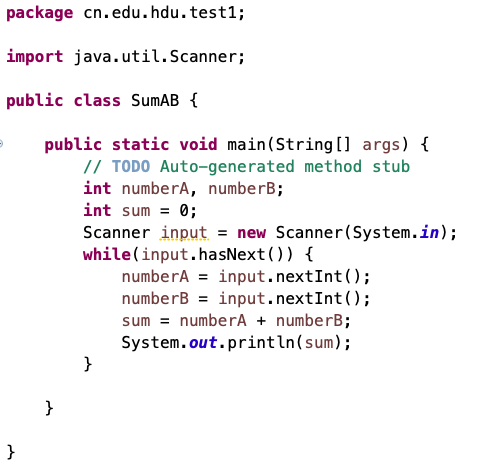 package cn.edu.hdu.test1;
import java.util.Scanner;
public class SumAB {
public static void main(String[] args) {
// TODO Auto-generated method stub
int numberA, numberB;
int sum = 0;
Scanner input = new Scanner(System.in);
while(input.hasNext()) {
numberA = input.nextInt();
numberB = input.nextInt();
sum = numberA + numberB;
System.out.println(sum);
}
}
}